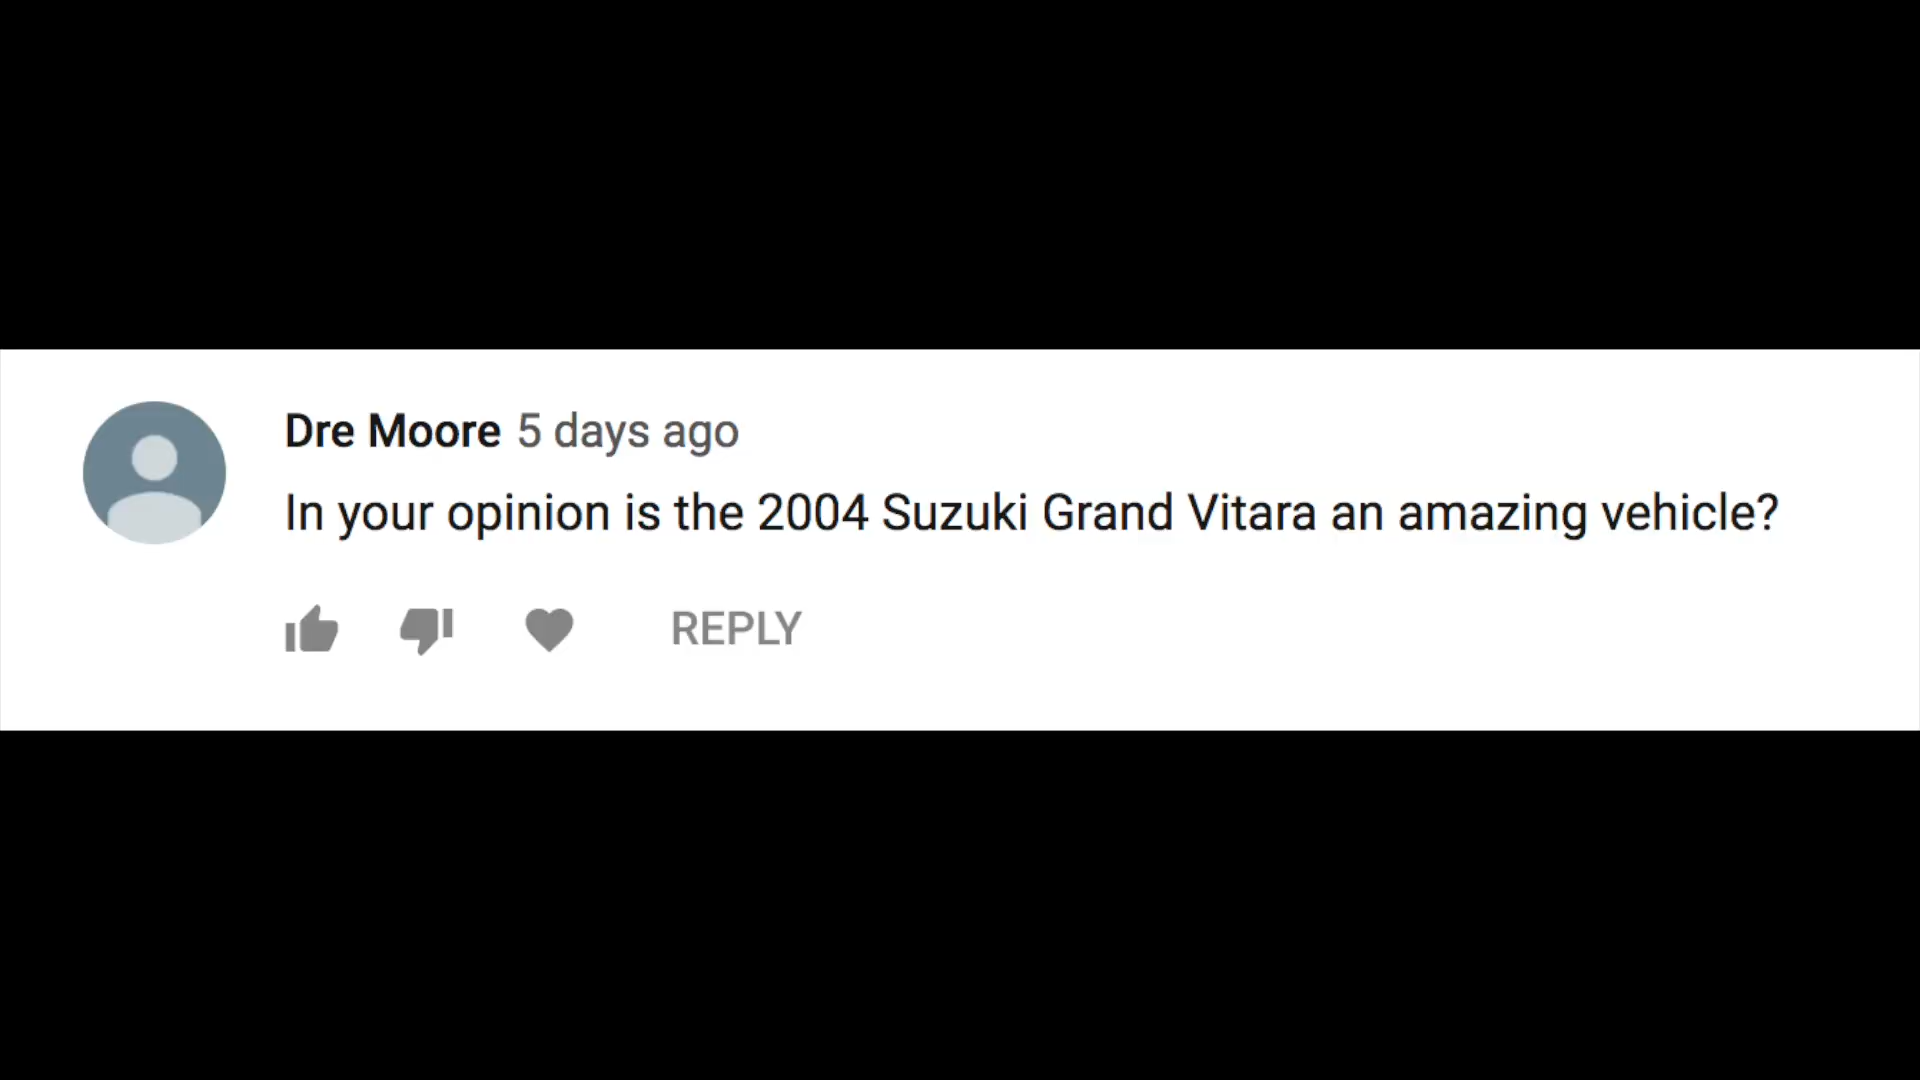 Dre Moore 5 days ago
In your opinion is the 2004 Suzuki Grand Vitara an amazing vehicle?
REPLY